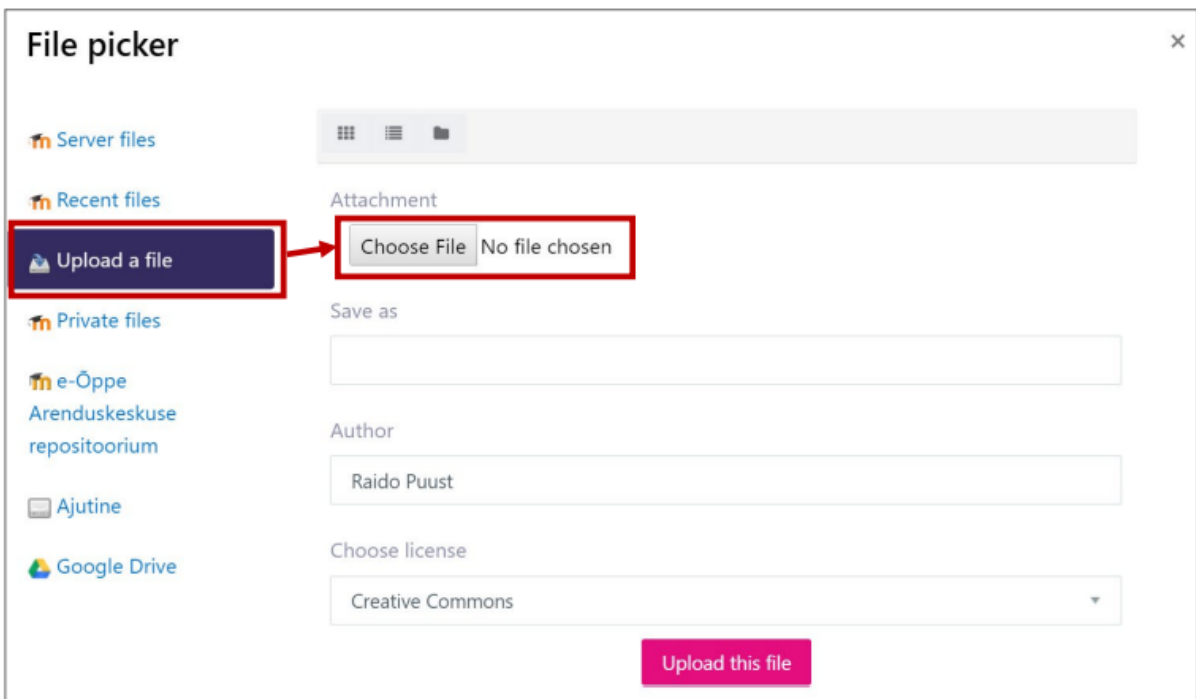 File picker
×
Server files
Recent files
Upload a file
Private files
e-Õppe
Arenduskeskuse
repositoorium
Ajutine
Google Drive
Attachment
Choose File No file chosen
Save as
Author
Raido Puust
Choose license
Creative Commons
Upload this file